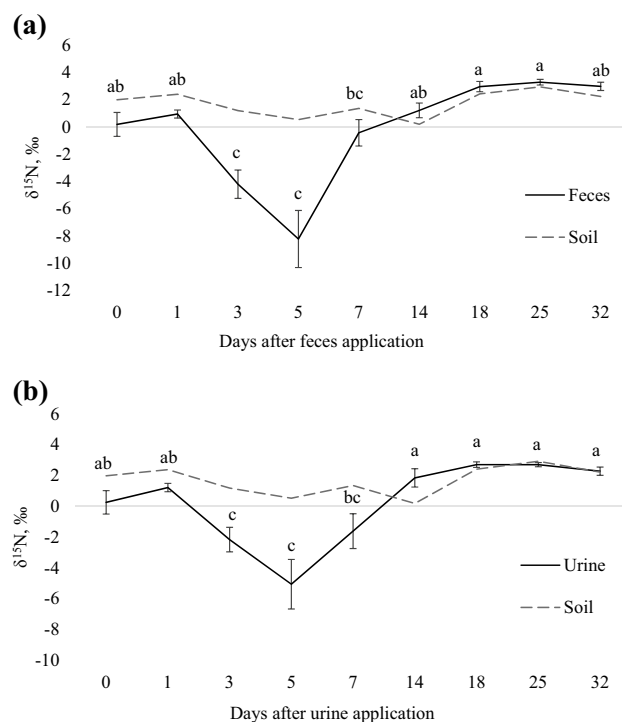 (a)
6
4
2
0
-2
-4
-6
-8
-10
-12
δ¹⁵N, ‰
ab
ab
c
c
bc
ab
a
a
ab
Feces
Soil
0 1 3 5 7 14 18 25 32
Days after feces application
(b)
6
4
2
0
-2
-4
-6
-8
-10
δ¹⁵N, ‰
ab
ab
c
c
bc
a
a
a
a
Urine
Soil
0 1 3 5 7 14 18 25 32
Days after urine application